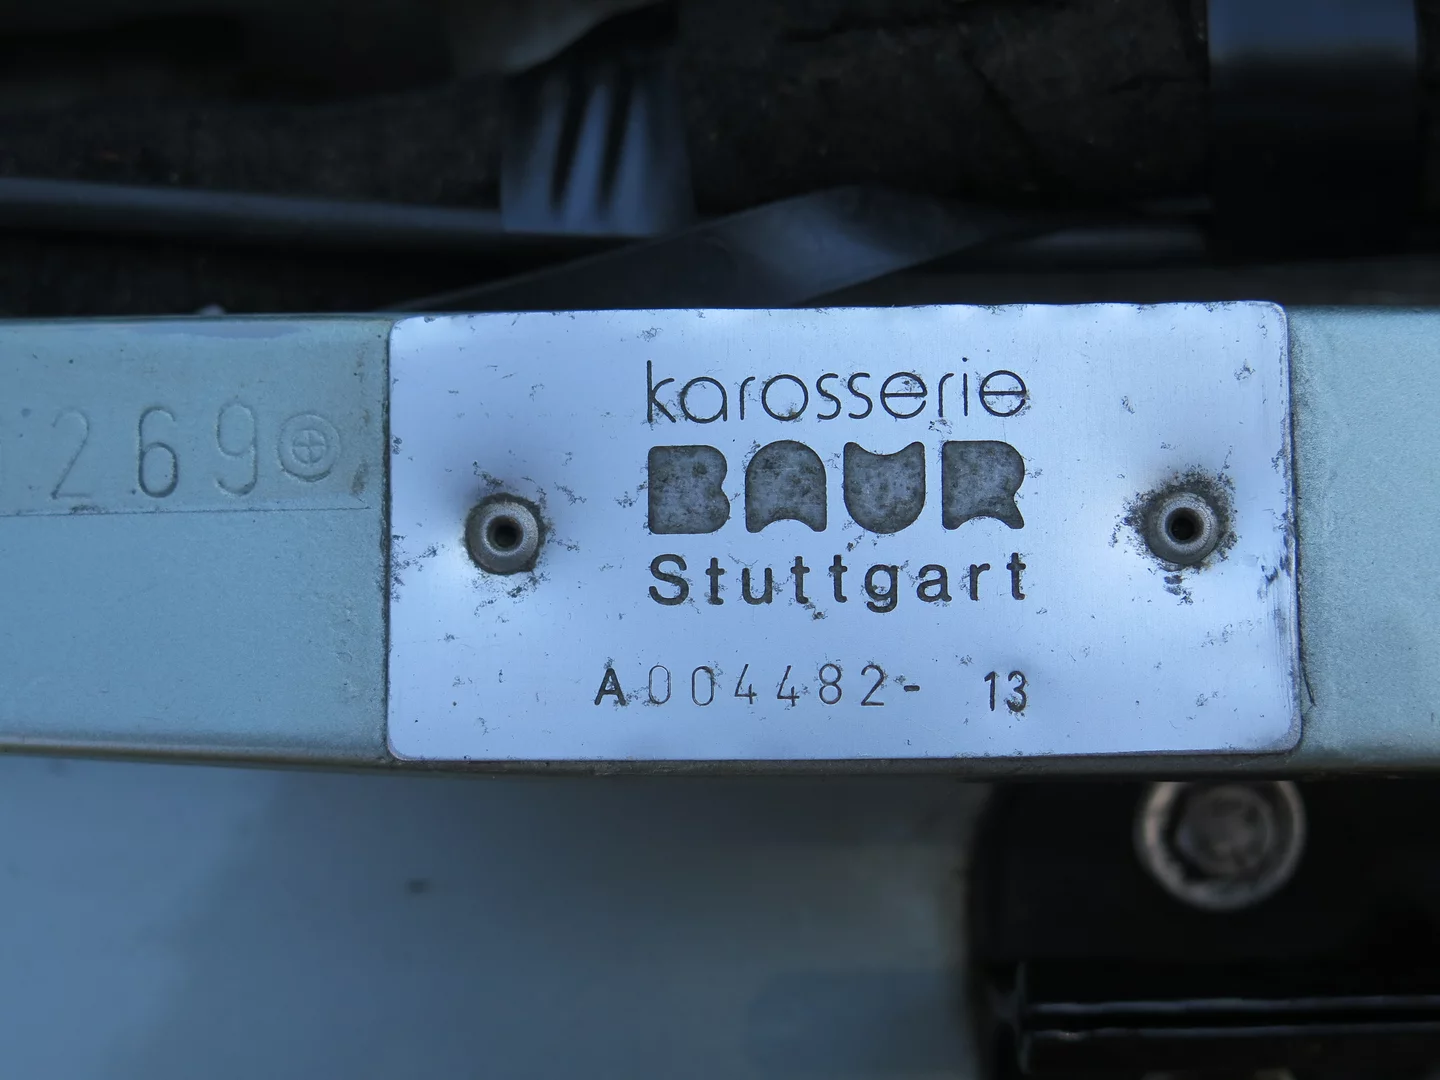 269
karosserie
BAUR
Stuttgart
A004482- 13